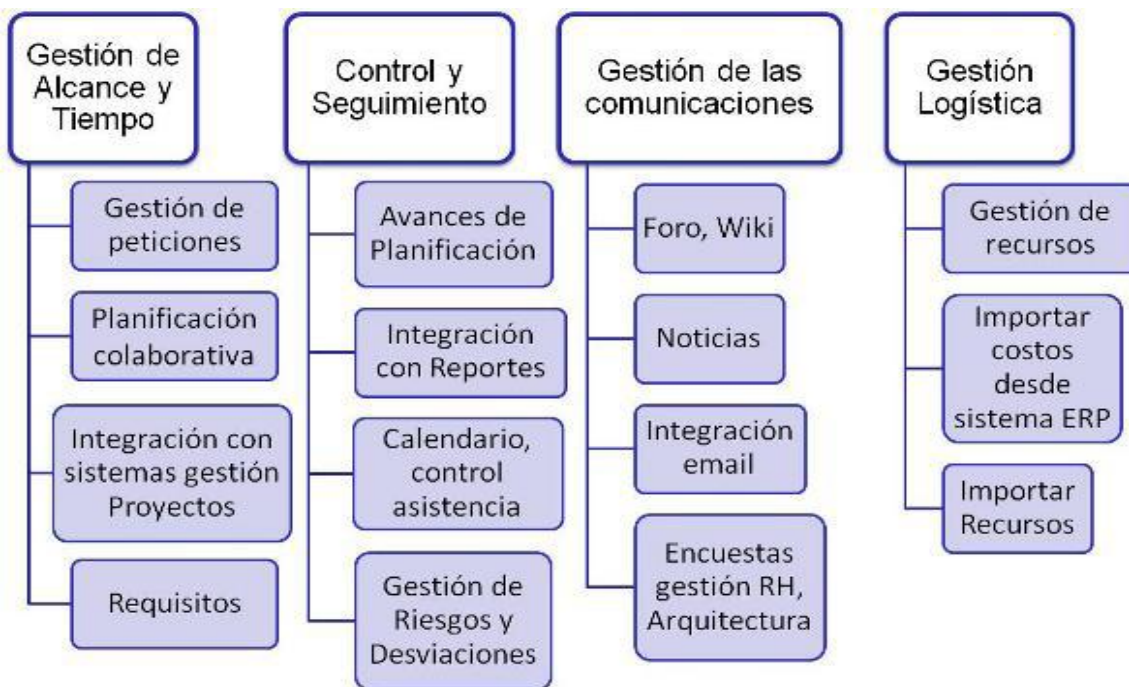 Gestión de
Alcance y
Tiempo
Gestión de
peticiones
Planificación
colaborativa
Integración con
sistemas gestión
Proyectos
Requisitos
Control y
Seguimiento
Avances de
Planificación
Integración
con Reportes
Calendario,
control
asistencia
Gestión de
Riesgos y
Desviaciones
Gestión de las
comunicaciones
Foro, Wiki
Noticias
Integración
email
Encuestas
gestión RH,
Arquitectura
Gestión
Logística
Gestión de
recursos
Importar
costos
desde
sistema ERP
Importar
Recursos